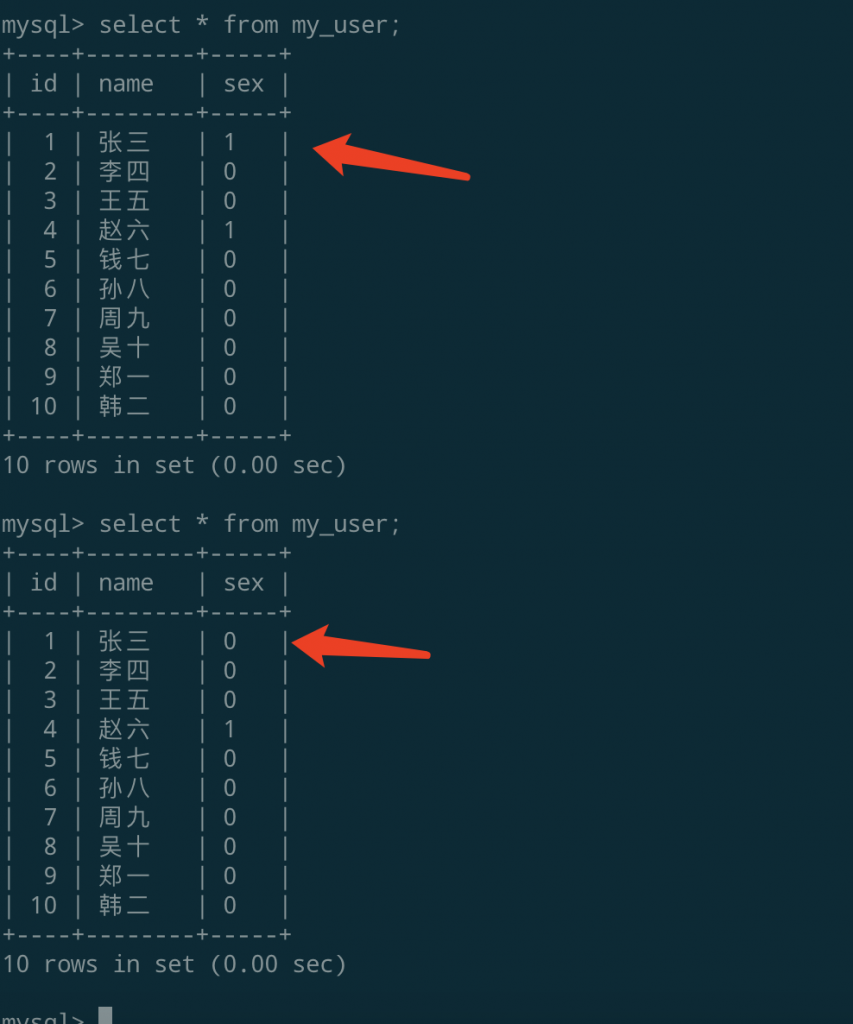 mysql> select * from my_user;
+----+--------+-----+
| id | name   | sex |
+----+--------+-----+
|  1 | 张三   | 1   |
|  2 | 李四   | 0   |
|  3 | 王五   | 0   |
|  4 | 赵六   | 1   |
|  5 | 钱七   | 0   |
|  6 | 孙八   | 0   |
|  7 | 周九   | 0   |
|  8 | 吴十   | 0   |
|  9 | 郑一   | 0   |
| 10 | 韩二   | 0   |
+----+--------+-----+
10 rows in set (0.00 sec)
mysql> select * from my_user;
+----+--------+-----+
| id | name   | sex |
+----+--------+-----+
|  1 | 张三   | 0   |
|  2 | 李四   | 0   |
|  3 | 王五   | 0   |
|  4 | 赵六   | 1   |
|  5 | 钱七   | 0   |
|  6 | 孙八   | 0   |
|  7 | 周九   | 0   |
|  8 | 吴十   | 0   |
|  9 | 郑一   | 0   |
| 10 | 韩二   | 0   |
+----+--------+-----+
10 rows in set (0.00 sec)
mysql>